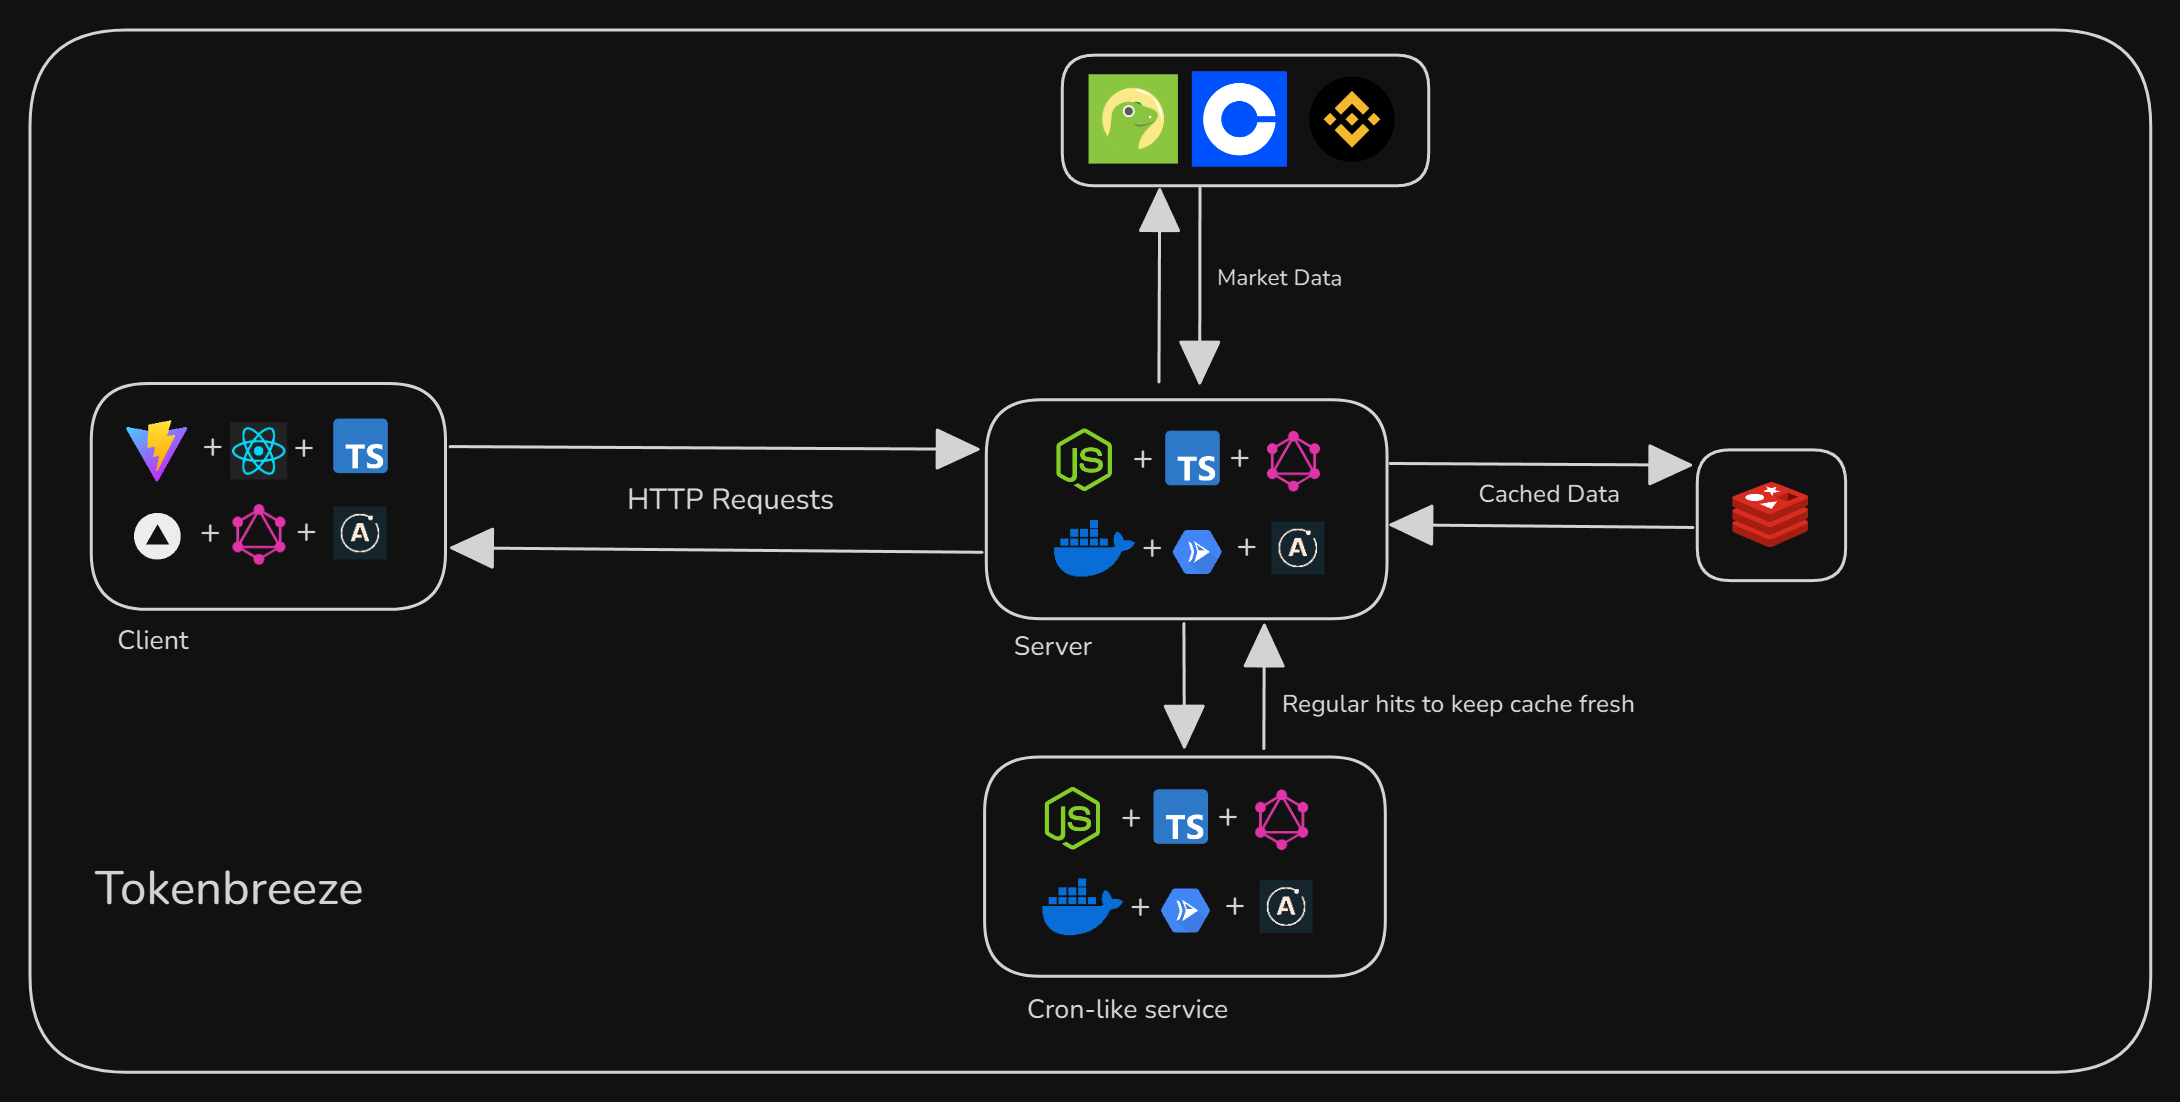 Market Data
+ + TS
+ + A
HTTP Requests
JS + TS +
+ + A
Cached Data
Client
Server
Regular hits to keep cache fresh
JS + TS +
+ + A
Tokenbreeze
Cron-like service